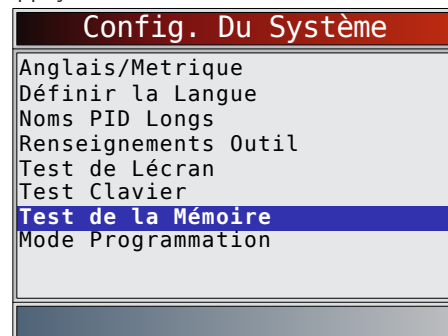 Config. Du Système
Anglais/Metrique
Définir la Langue
Noms PID Longs
Renseignements Outil
Test de Lécran
Test Clavier
Test de la Mémoire
Mode Programmation